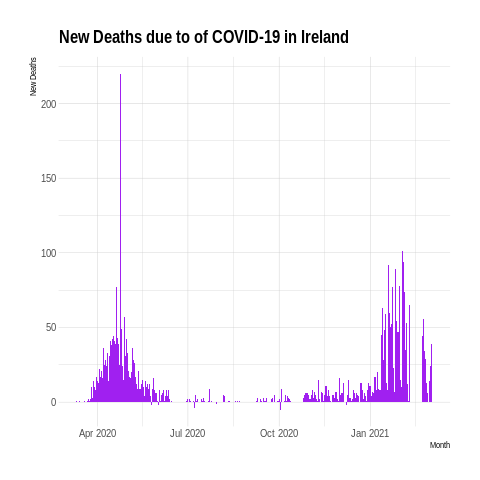 New Deaths due to of COVID-19 in Ireland
New Deaths
200
150
100
50
0
Apr 2020 Jul 2020 Oct 2020 Jan 2021
Month